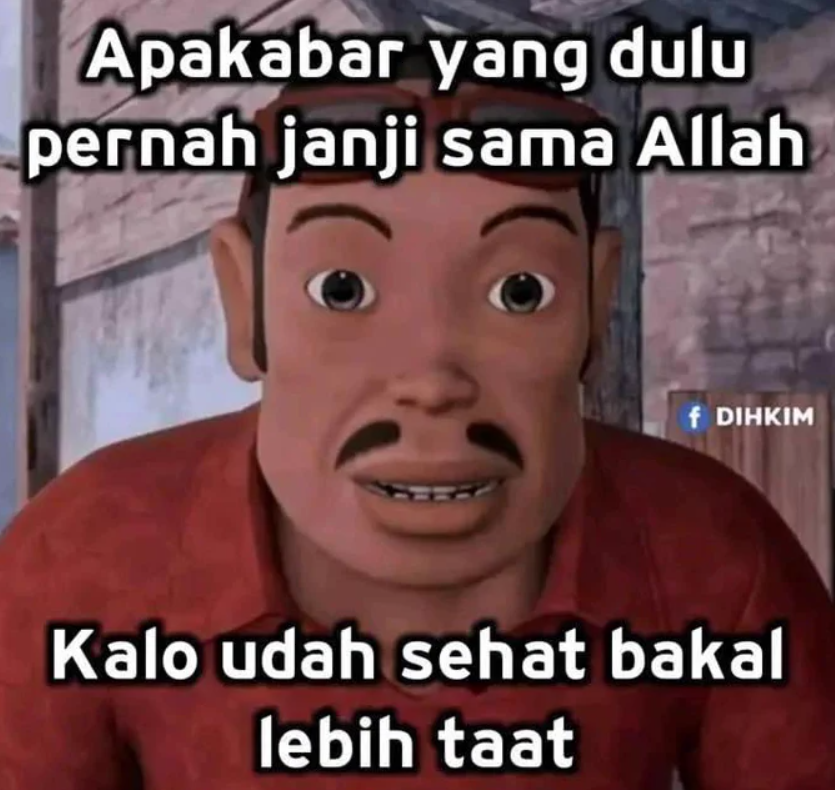 Apakabar yang dulu
pernah janji sama Allah
f DIHKIM
Kalo udah sehat bakal
lebih taat